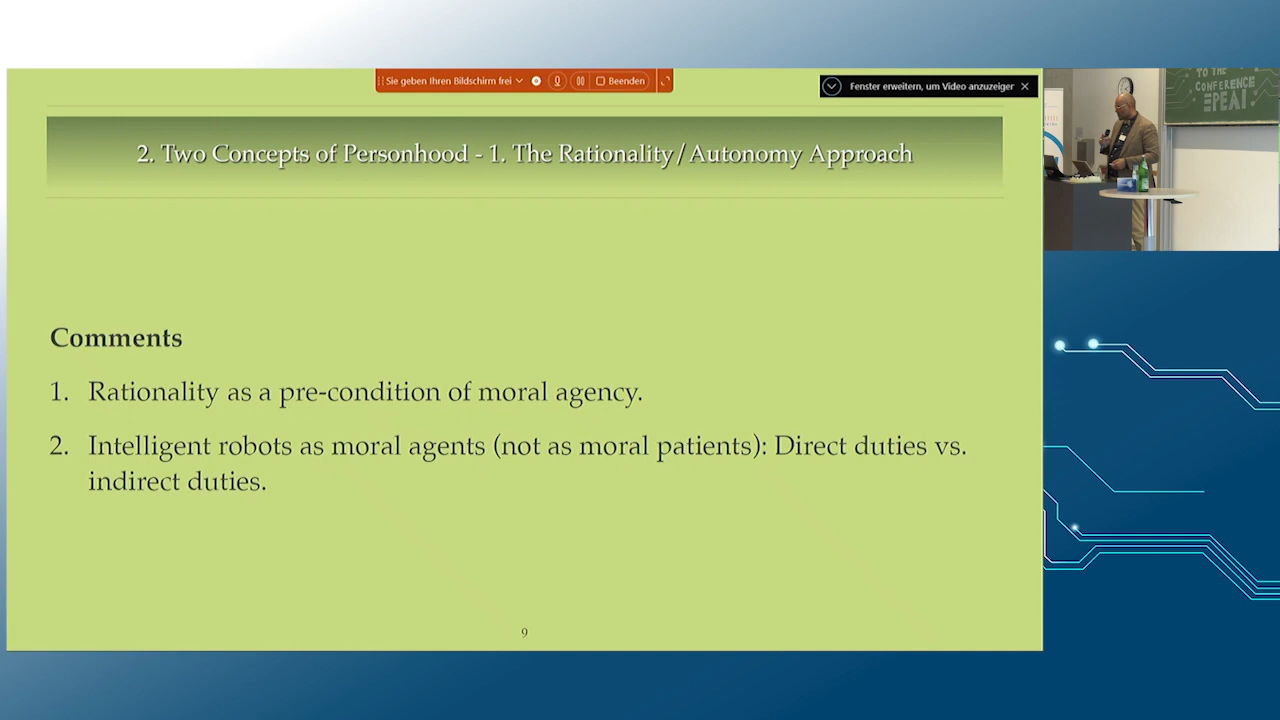 Sie geben Ihren Bildschirm frei
Beenden
Fenster erweitern, um Video anzuzeiger
TO THE
CONFERENCE
EPEAI
2. Two Concepts of Personhood - 1. The Rationality/Autonomy Approach
Comments
1. Rationality as a pre-condition of moral agency.
2. Intelligent robots as moral agents (not as moral patients): Direct duties vs.
indirect duties.
9